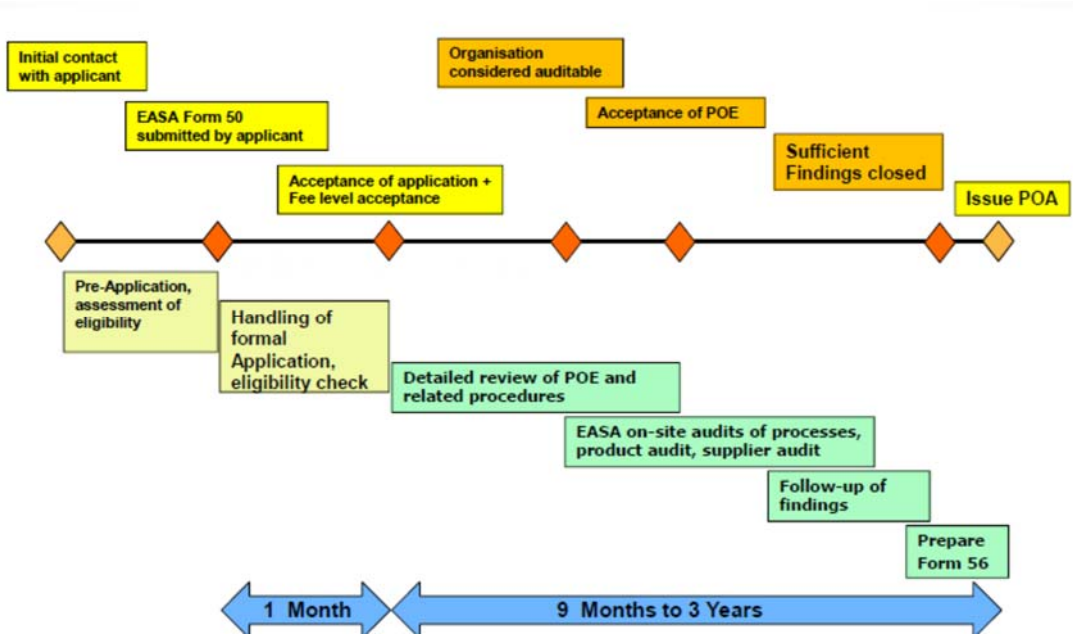 Initial contact
with applicant
EASA Form 50
submitted by applicant
Acceptance of application +
Fee level acceptance
Organisation
considered auditable
Acceptance of POE
Sufficient
Findings closed
Issue POA
Pre-Application,
assessment of
eligibility
Handling of
formal
Application,
eligibility check
Detailed review of POE and
related procedures
EASA on-site audits of processes,
product audit, supplier audit
Follow-up of
findings
Prepare
Form 56
1 Month
9 Months to 3 Years